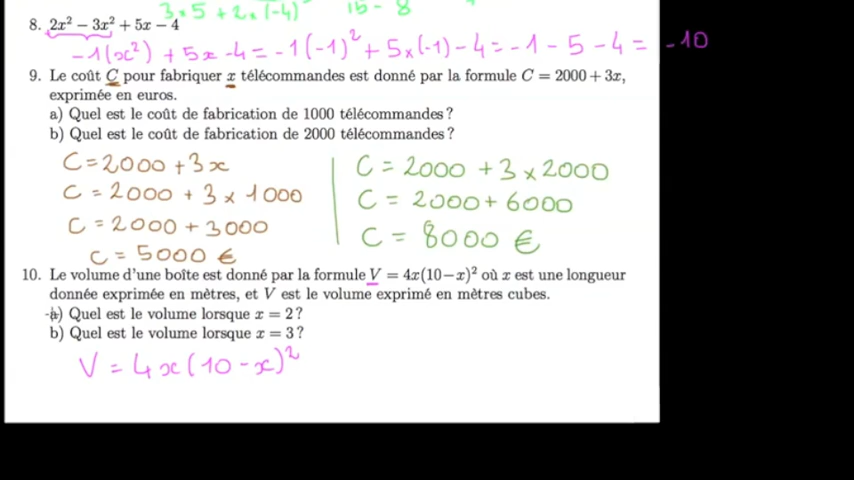 3×5 + 2×(-4) 15 - 8
8. 2x² − 3x² + 5x − 4
-1(x²) + 5x - 4 = -1(-1)² + 5×(-1) - 4 = -1 - 5 - 4 = -10
9. Le coût C pour fabriquer x télécommandes est donné par la formule C = 2000 + 3x,
exprimée en euros.
a) Quel est le coût de fabrication de 1000 télécommandes ?
b) Quel est le coût de fabrication de 2000 télécommandes ?
C = 2000 + 3x
C = 2000 + 3 × 1000
C = 2000 + 3000
C = 5000 €
C = 2000 + 3 × 2000
C = 2000 + 6000
C = 8000 €
10. Le volume d'une boîte est donné par la formule V = 4x(10−x)² où x est une longueur
donnée exprimée en mètres, et V est le volume exprimé en mètres cubes.
a) Quel est le volume lorsque x = 2 ?
b) Quel est le volume lorsque x = 3 ?
V = 4x(10 - x)²